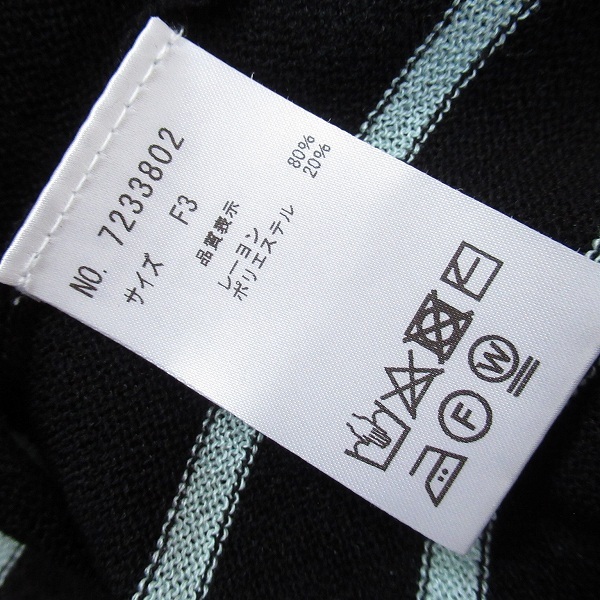 NO. 7233802
サイズ F3
品質表示
レーヨン 80%
ポリエステル 20%
F
W